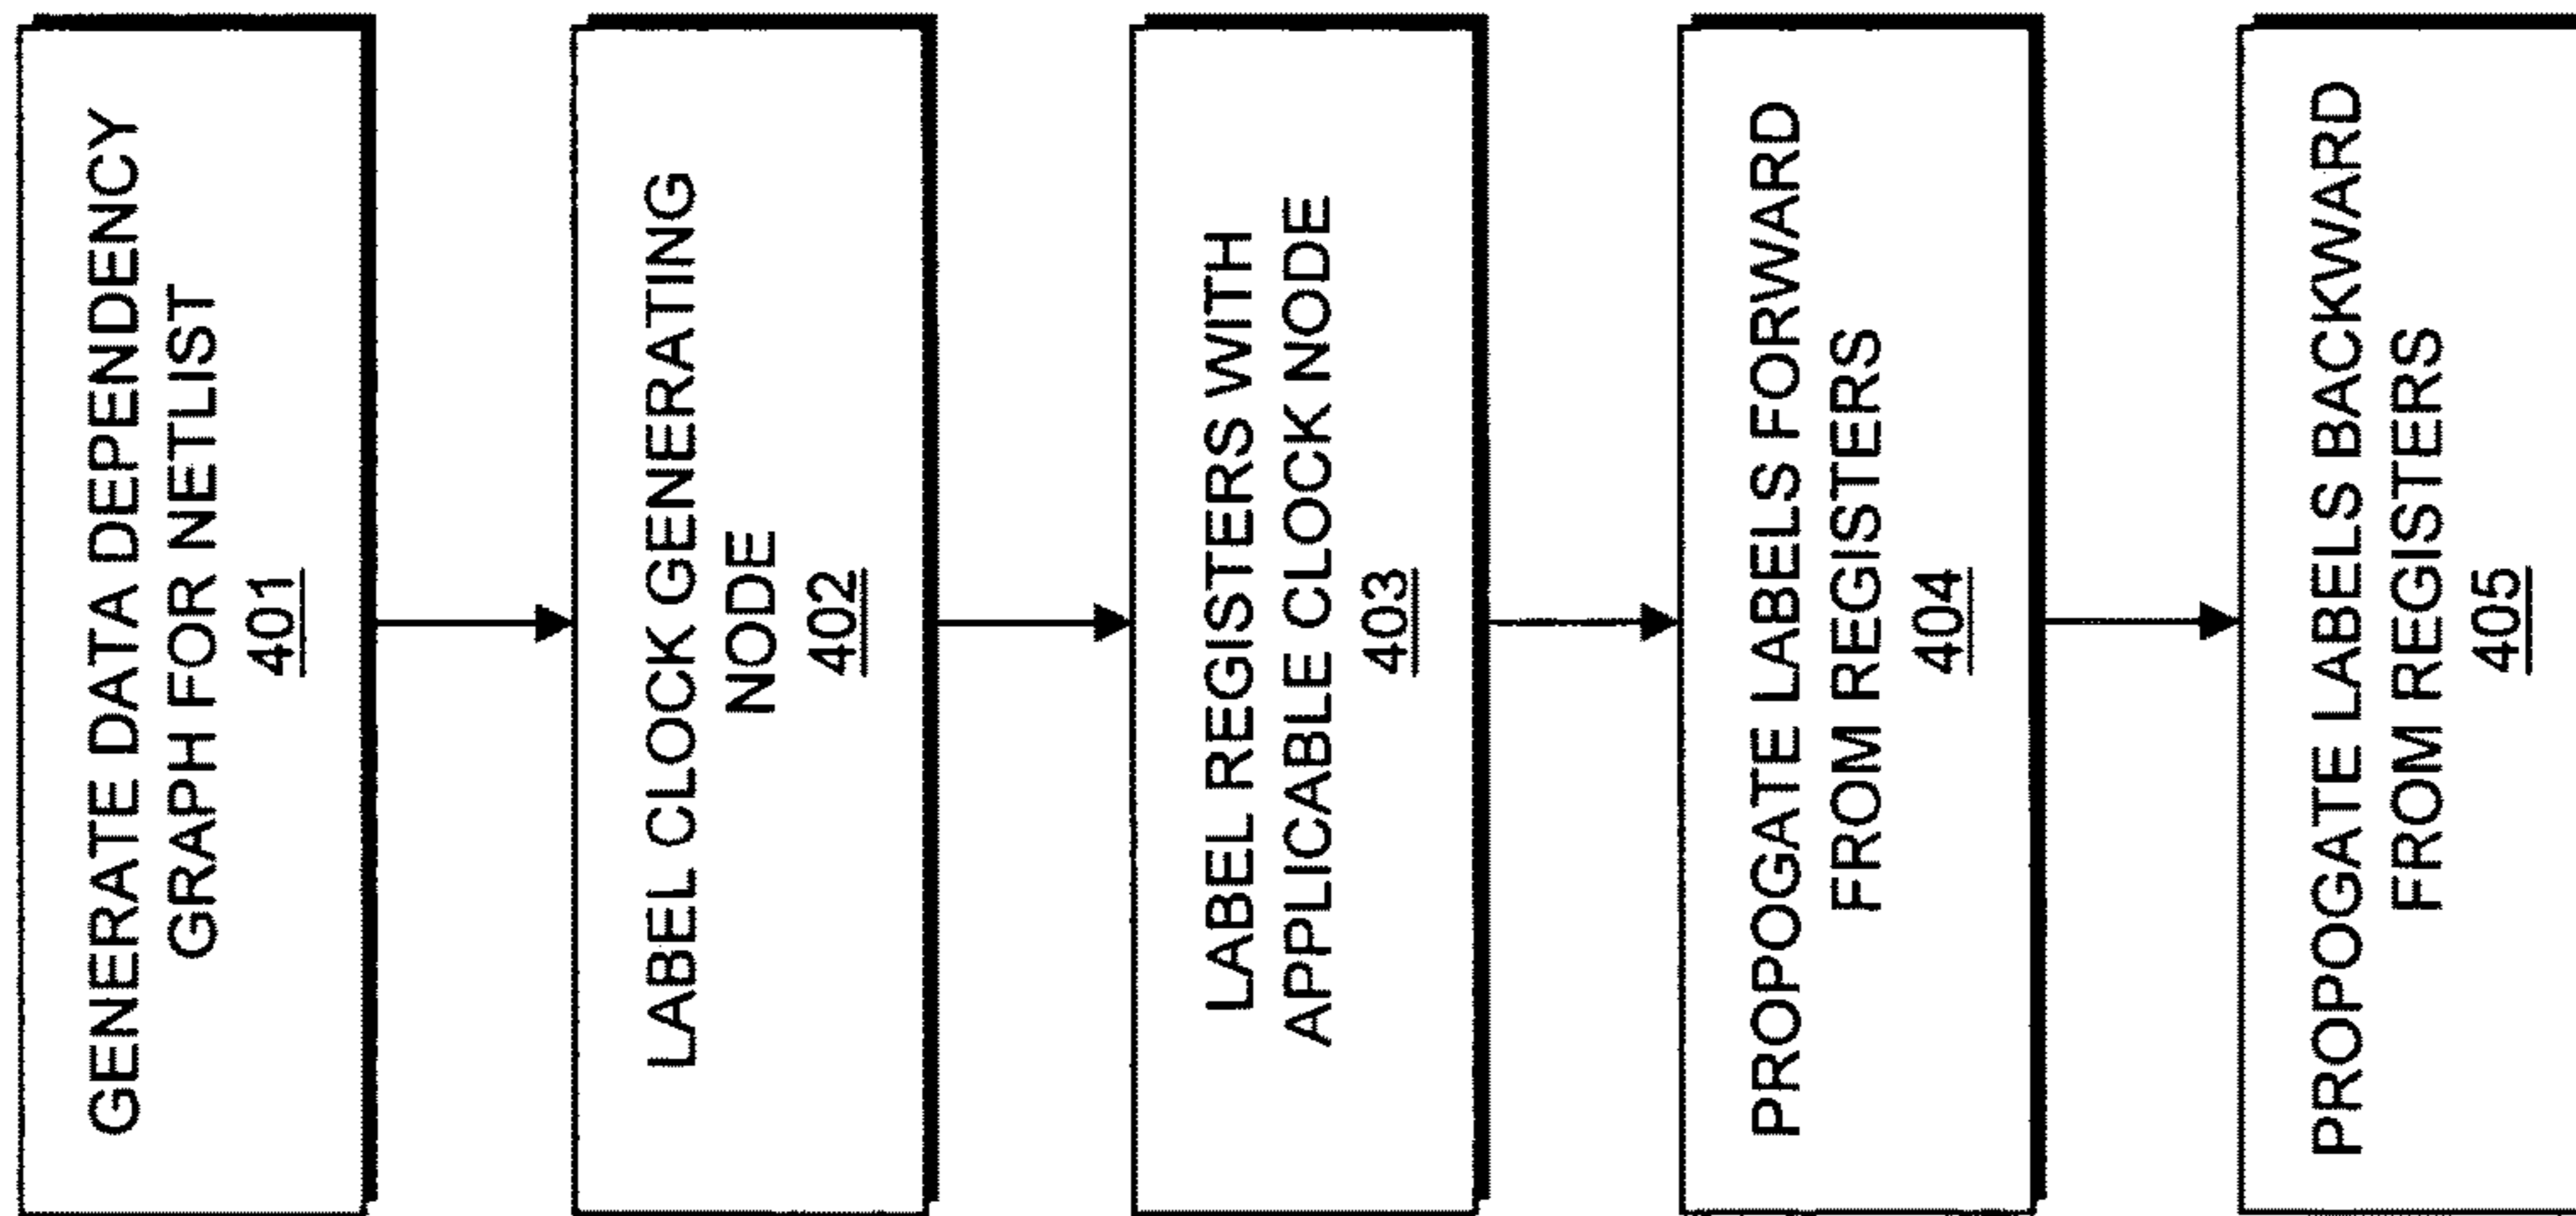 GENERATE DATA DEPENDENCY
GRAPH FOR NETLIST
401
LABEL CLOCK GENERATING
NODE
402
LABEL REGISTERS WITH
APPLICABLE CLOCK NODE
403
PROPOGATE LABELS FORWARD
FROM REGISTERS
404
PROPOGATE LABELS BACKWARD
FROM REGISTERS
405